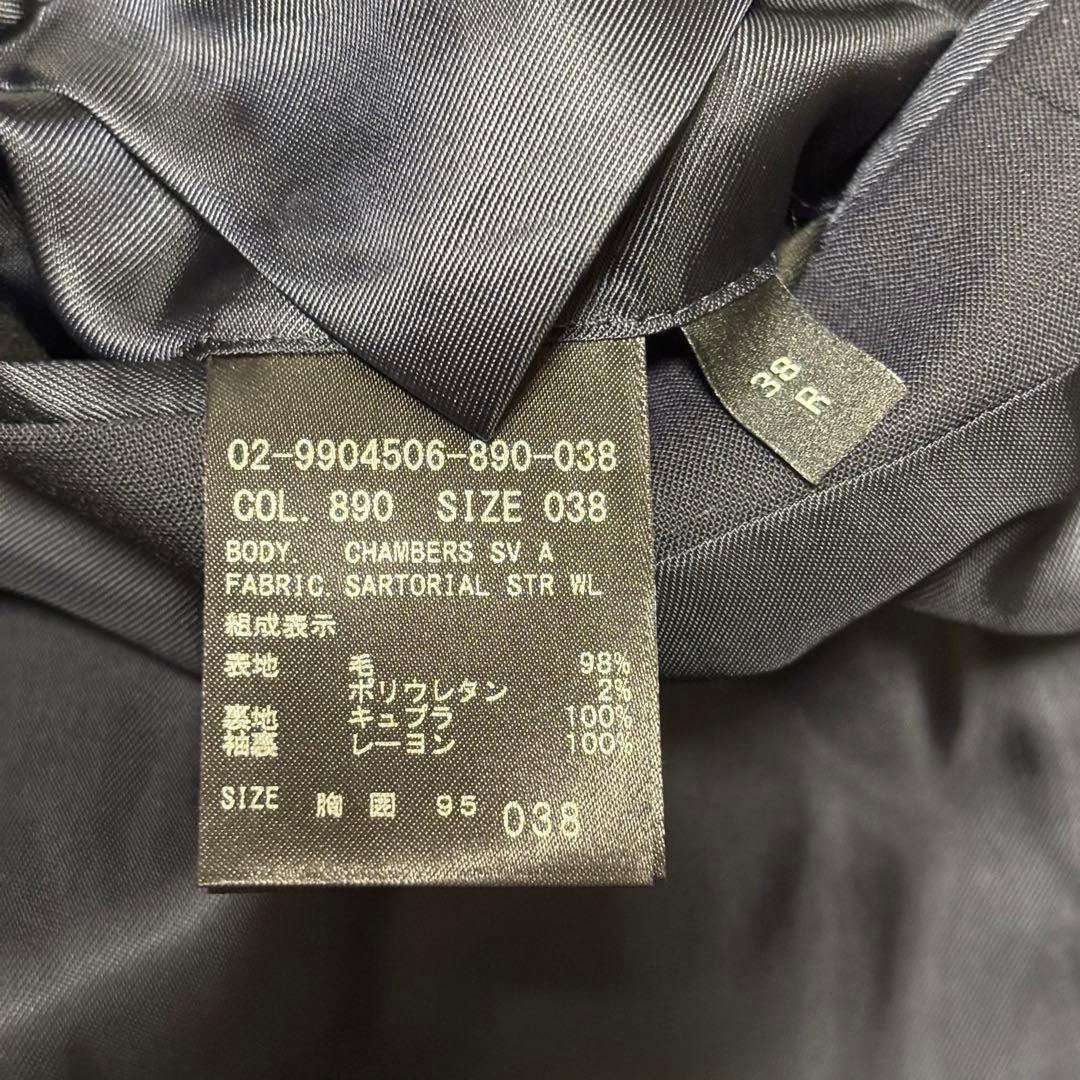 02-9904506-890-038
COL. 890 SIZE 038
BODY. CHAMBERS SV A
FABRIC. SARTORIAL STR WL
組成表示
表地 毛 98%
ポリウレタン 2%
裏地 キュプラ 100%
袖裏 レーヨン 100%
SIZE 胸囲 95 038
38
R